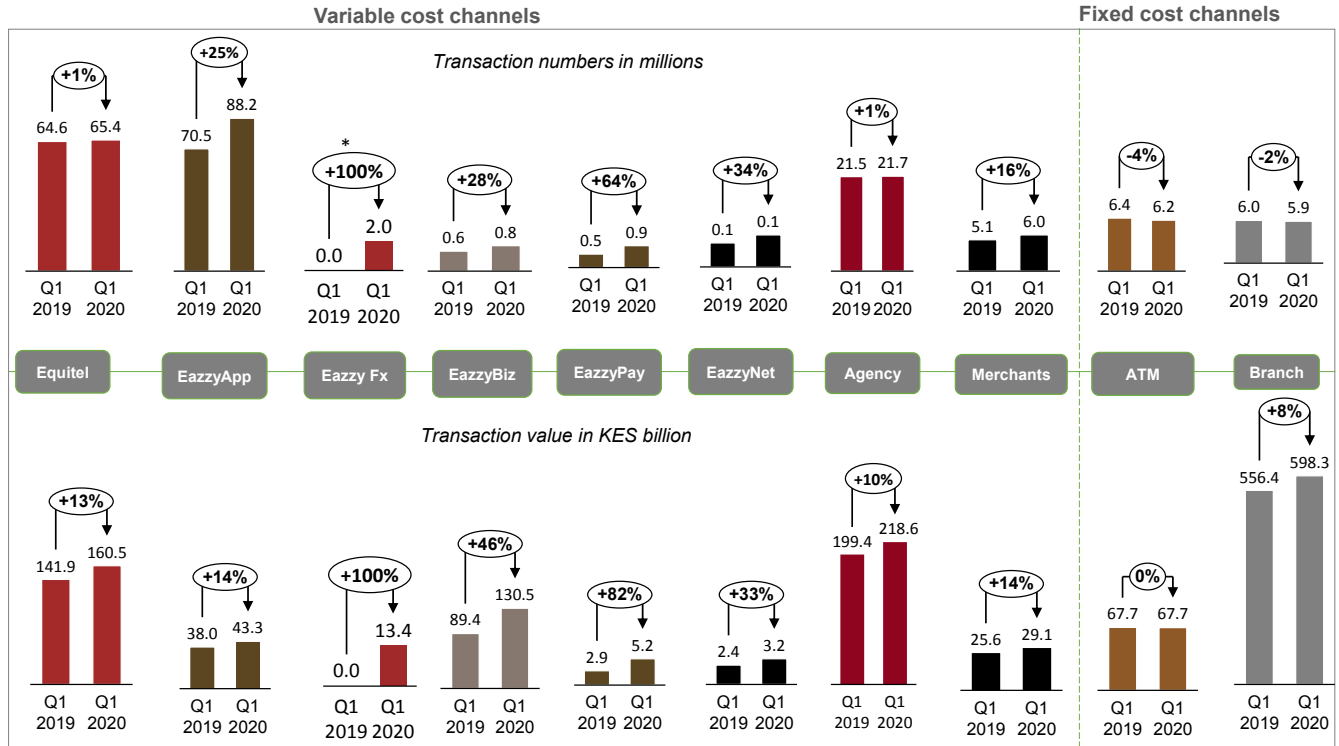 Variable cost channels
Fixed cost channels
Transaction numbers in millions
+1%
64.6 65.4
Q1 2019 Q1 2020
+25%
70.5 88.2
Q1 2019 Q1 2020
*
+100%
0.0 2.0
Q1 2019 Q1 2020
+28%
0.6 0.8
Q1 2019 Q1 2020
+64%
0.5 0.9
Q1 2019 Q1 2020
+34%
0.1 0.1
Q1 2019 Q1 2020
+1%
21.5 21.7
Q1 2019 Q1 2020
+16%
5.1 6.0
Q1 2019 Q1 2020
-4%
6.4 6.2
Q1 2019 Q1 2020
-2%
6.0 5.9
Q1 2019 Q1 2020
Equitel
EazzyApp
Eazzy Fx
EazzyBiz
EazzyPay
EazzyNet
Agency
Merchants
ATM
Branch
Transaction value in KES billion
+13%
141.9 160.5
Q1 2019 Q1 2020
+14%
38.0 43.3
Q1 2019 Q1 2020
+100%
0.0 13.4
Q1 2019 Q1 2020
+46%
89.4 130.5
Q1 2019 Q1 2020
+82%
2.9 5.2
Q1 2019 Q1 2020
+33%
2.4 3.2
Q1 2019 Q1 2020
+10%
199.4 218.6
Q1 2019 Q1 2020
+14%
25.6 29.1
Q1 2019 Q1 2020
0%
67.7 67.7
Q1 2019 Q1 2020
+8%
556.4 598.3
Q1 2019 Q1 2020